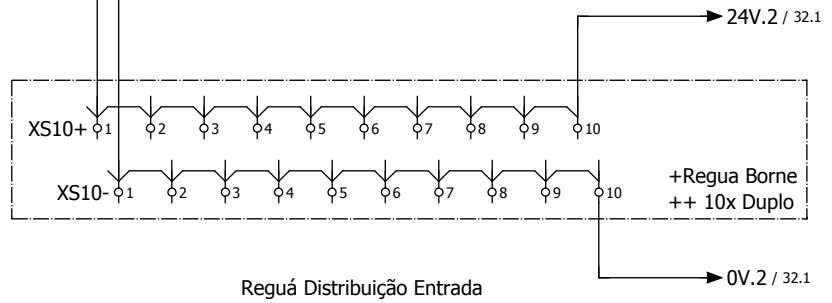 24V.2 / 32.1
XS10+ 1 2 3 4 5 6 7 8 9 10
XS10- 1 2 3 4 5 6 7 8 9 10
+Regua Borne
++ 10x Duplo
0V.2 / 32.1
Reguá Distribuição Entrada